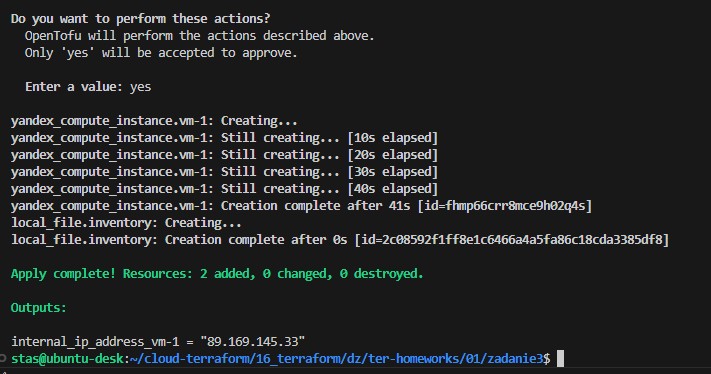 Do you want to perform these actions?
OpenTofu will perform the actions described above.
Only 'yes' will be accepted to approve.
Enter a value: yes
yandex_compute_instance.vm-1: Creating...
yandex_compute_instance.vm-1: Still creating... [10s elapsed]
yandex_compute_instance.vm-1: Still creating... [20s elapsed]
yandex_compute_instance.vm-1: Still creating... [30s elapsed]
yandex_compute_instance.vm-1: Still creating... [40s elapsed]
yandex_compute_instance.vm-1: Creation complete after 41s [id=fhmp66crr8mce9h02q4s]
local_file.inventory: Creating...
local_file.inventory: Creation complete after 0s [id=2c08592f1ff8e1c6466a4a5fa86c18cda3385df8]
Apply complete! Resources: 2 added, 0 changed, 0 destroyed.
Outputs:
internal_ip_address_vm-1 = "89.169.145.33"
stas@ubuntu-desk:~/cloud-terraform/16_terraform/dz/ter-homeworks/01/zadanie3$